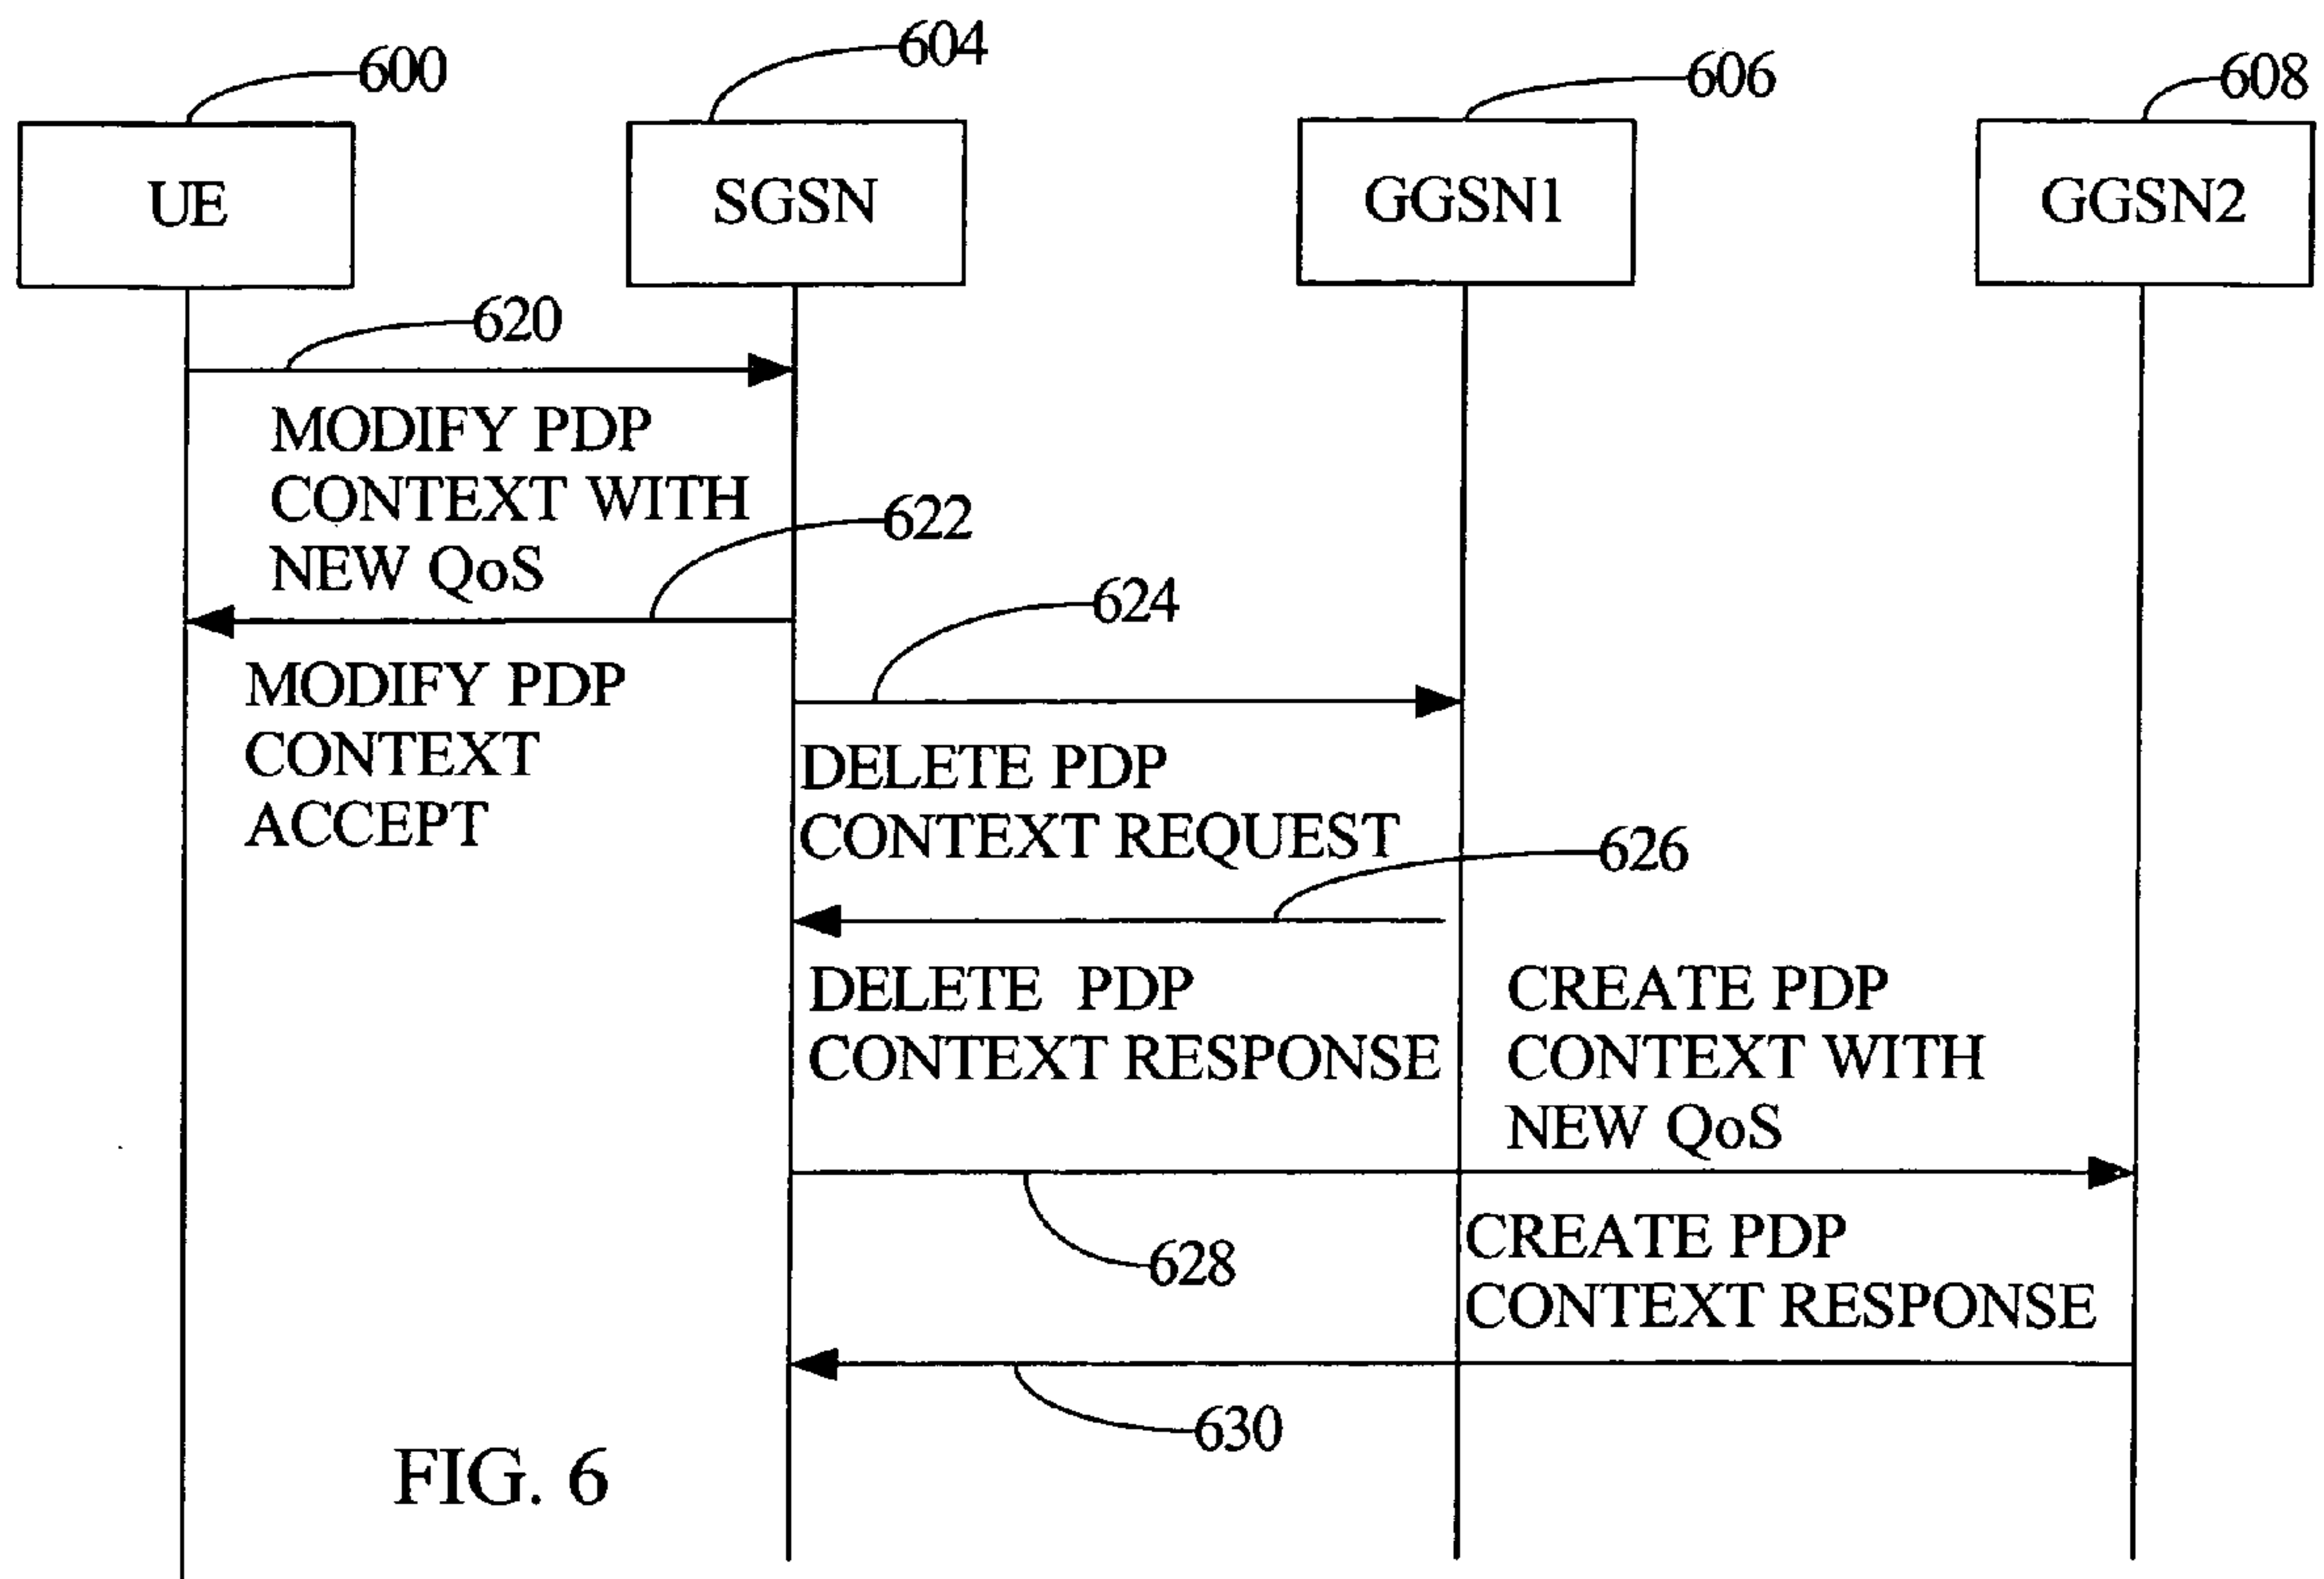 600
604
606
608
UE
SGSN
GGSN1
GGSN2
620
MODIFY PDP
CONTEXT WITH
NEW QoS
622
624
MODIFY PDP
CONTEXT
ACCEPT
DELETE PDP
CONTEXT REQUEST
626
DELETE PDP
CONTEXT RESPONSE
CREATE PDP
CONTEXT WITH
NEW QoS
628
CREATE PDP
CONTEXT RESPONSE
630
FIG. 6